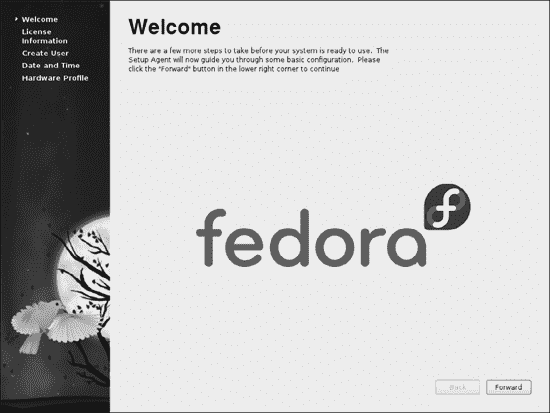 Welcome
License
Information
Create User
Date and Time
Hardware Profile
Welcome
There are a few more steps to take before your system is ready to use. The
Setup Agent will now guide you through some basic configuration. Please
click the "Forward" button in the lower right corner to continue
fedora
Back
Forward